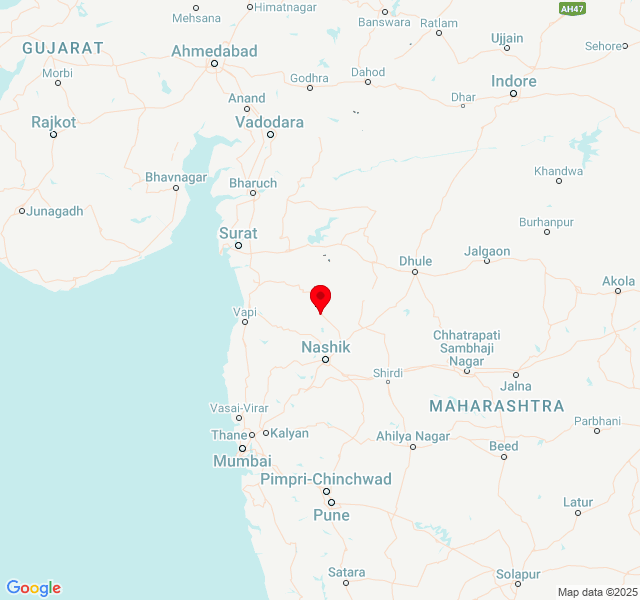 Himatnagar
AH47
Mehsana
Banswara
Ratlam
Ujjain
GUJARAT
Ahmedabad
Sehore
Morbi
Godhra
Dahod
Indore
Anand
Dhar
Rajkot
Vadodara
Khandwa
Bhavnagar
Bharuch
Junagadh
Burhanpur
Surat
Jalgaon
Dhule
Akola
Vapi
Chhatrapati
Sambhaji
Nagar
Nashik
Shirdi
Jalna
Vasai-Virar
MAHARASHTRA
Parbhani
Thane
Kalyan
Ahilya Nagar
Beed
Mumbai
Pimpri-Chinchwad
Latur
Pune
Satara
Solapur
Google
Map data ©2025